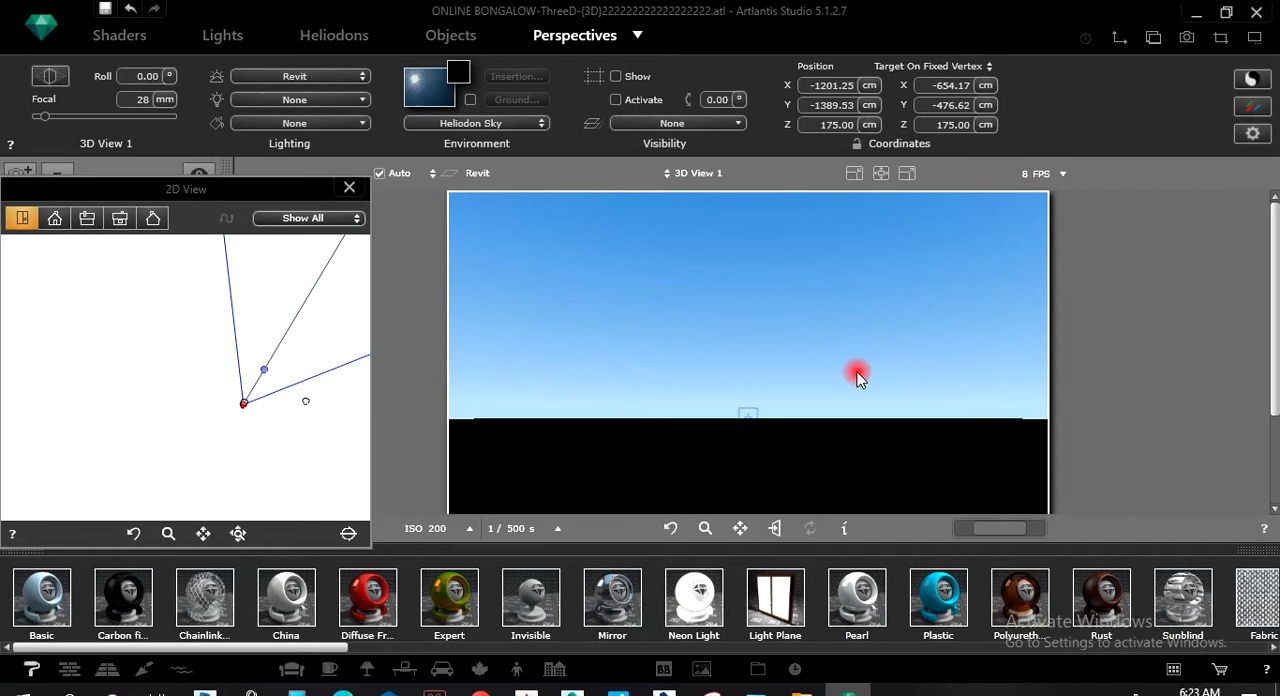 ONLINE BONGALOW-ThreeD-{3D}222222222222222222.atl - Artlantis Studio 5.1.2.7
Shaders Lights Heliodons Objects Perspectives
Roll 0.00 °
Focal 28 mm
3D View 1
Revit
None
None
Lighting
Insertion...
Ground...
Heliodon Sky
Environment
Show
Activate 0.00 °
None
Visibility
Position Target On Fixed Vertex
X -1201.25 cm X -654.17 cm
Y -1389.53 cm Y -476.62 cm
Z 175.00 cm Z 175.00 cm
Coordinates
?
2D View
Show All
?
Auto Revit 3D View 1 8 FPS
ISO 200 1 / 500 s i ?
Basic Carbon fi... Chainlink... China Diffuse Fr... Expert Invisible Mirror Neon Light Light Plane Pearl Plastic Polyureth... Rust Sunblind Fabric
Activate Windows
Go to Settings to activate Windows.
BB ?
6:23 AM